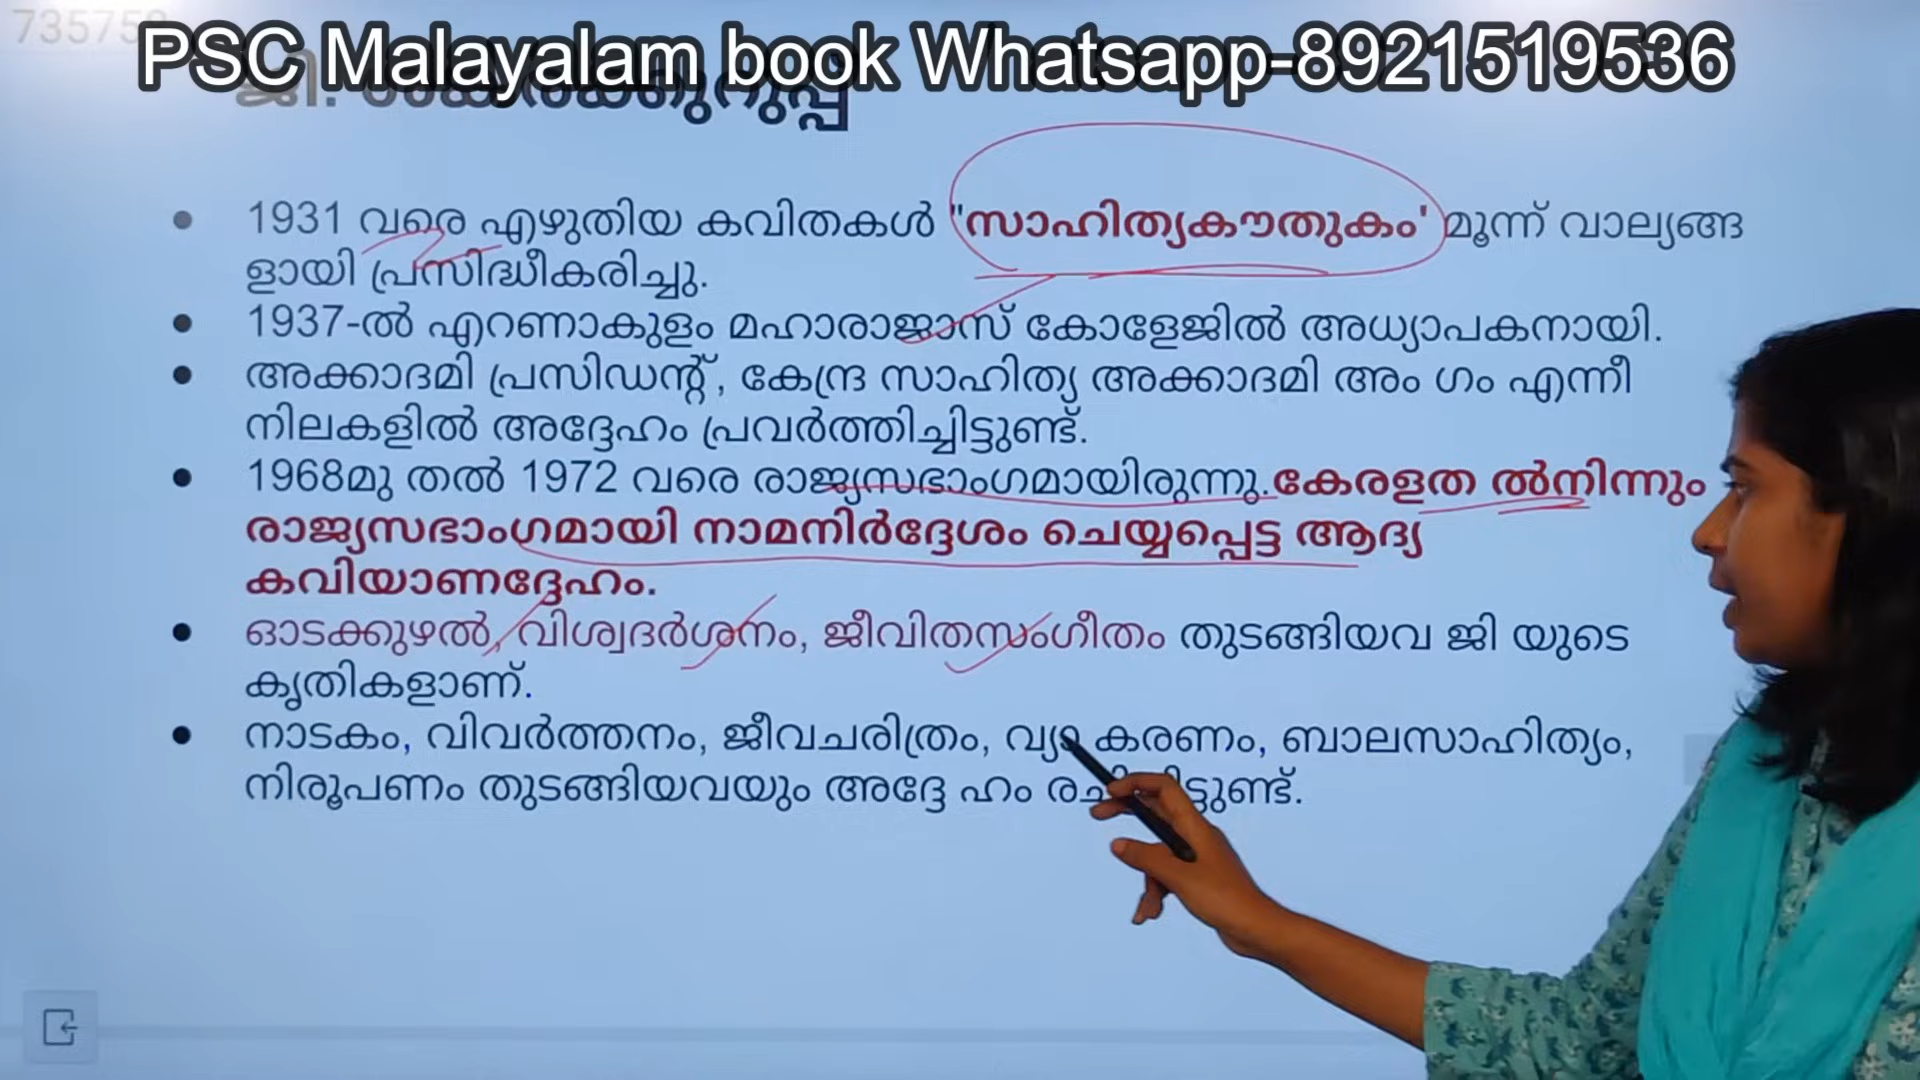 PSC Malayalam book Whatsapp-8921519536
ജി. ശങ്കരക്കുറുപ്പ്
1931 വരെ എഴുതിയ കവിതകൾ "സാഹിത്യകൗതുകം' മൂന്ന് വാല്യങ്ങ
ളായി പ്രസിദ്ധീകരിച്ചു.
1937-ൽ എറണാകുളം മഹാരാജാസ് കോളേജിൽ അധ്യാപകനായി.
അക്കാദമി പ്രസിഡന്റ്, കേന്ദ്ര സാഹിത്യ അക്കാദമി അം ഗം എന്നീ
നിലകളിൽ അദ്ദേഹം പ്രവർത്തിച്ചിട്ടുണ്ട്.
1968മു തൽ 1972 വരെ രാജ്യസഭാംഗമായിരുന്നു.കേരളത ൽനിന്നും
രാജ്യസഭാംഗമായി നാമനിർദ്ദേശം ചെയ്യപ്പെട്ട ആദ്യ
കവിയാണദ്ദേഹം.
ഓടക്കുഴൽ, വിശ്വദർശനം, ജീവിതസംഗീതം തുടങ്ങിയവ ജി യുടെ
കൃതികളാണ്.
നാടകം, വിവർത്തനം, ജീവചരിത്രം, വ്യാ കരണം, ബാലസാഹിത്യം,
നിരൂപണം തുടങ്ങിയവയും അദ്ദേ ഹം